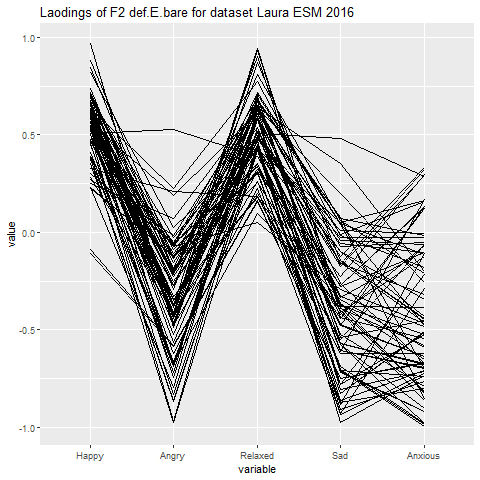 Laodings of F2 def.E.bare for dataset Laura ESM 2016
1.0
0.5
0.0
-0.5
-1.0
value
Happy Angry Relaxed Sad Anxious
variable